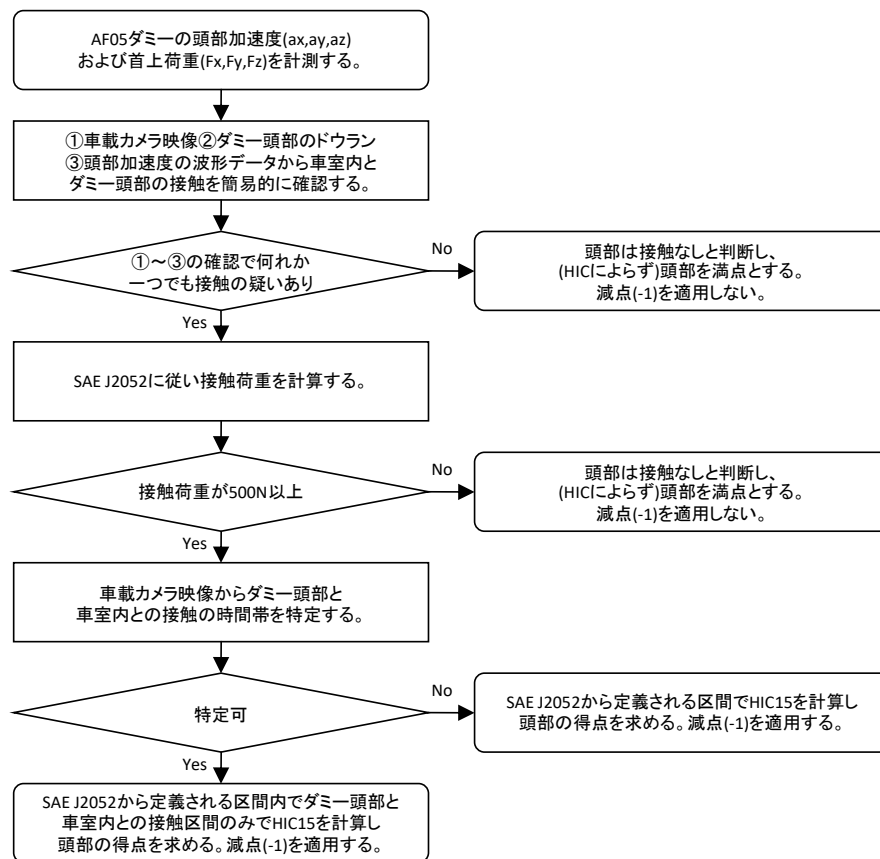 AF05ダミーの頭部加速度(ax,ay,az)
および首上荷重(Fx,Fy,Fz)を計測する。
①車載カメラ映像②ダミー頭部のドウラン
③頭部加速度の波形データから車室内と
ダミー頭部の接触を簡易的に確認する。
①～③の確認で何れか
一つでも接触の疑いあり
No
頭部は接触なしと判断し、
(HICによらず)頭部を満点とする。
減点(-1)を適用しない。
Yes
SAE J2052に従い接触荷重を計算する。
接触荷重が500N以上
No
頭部は接触なしと判断し、
(HICによらず)頭部を満点とする。
減点(-1)を適用しない。
Yes
車載カメラ映像からダミー頭部と
車室内との接触の時間帯を特定する。
特定可
No
SAE J2052から定義される区間でHIC15を計算し
頭部の得点を求める。減点(-1)を適用する。
Yes
SAE J2052から定義される区間内でダミー頭部と
車室内との接触区間のみでHIC15を計算し
頭部の得点を求める。減点(-1)を適用する。